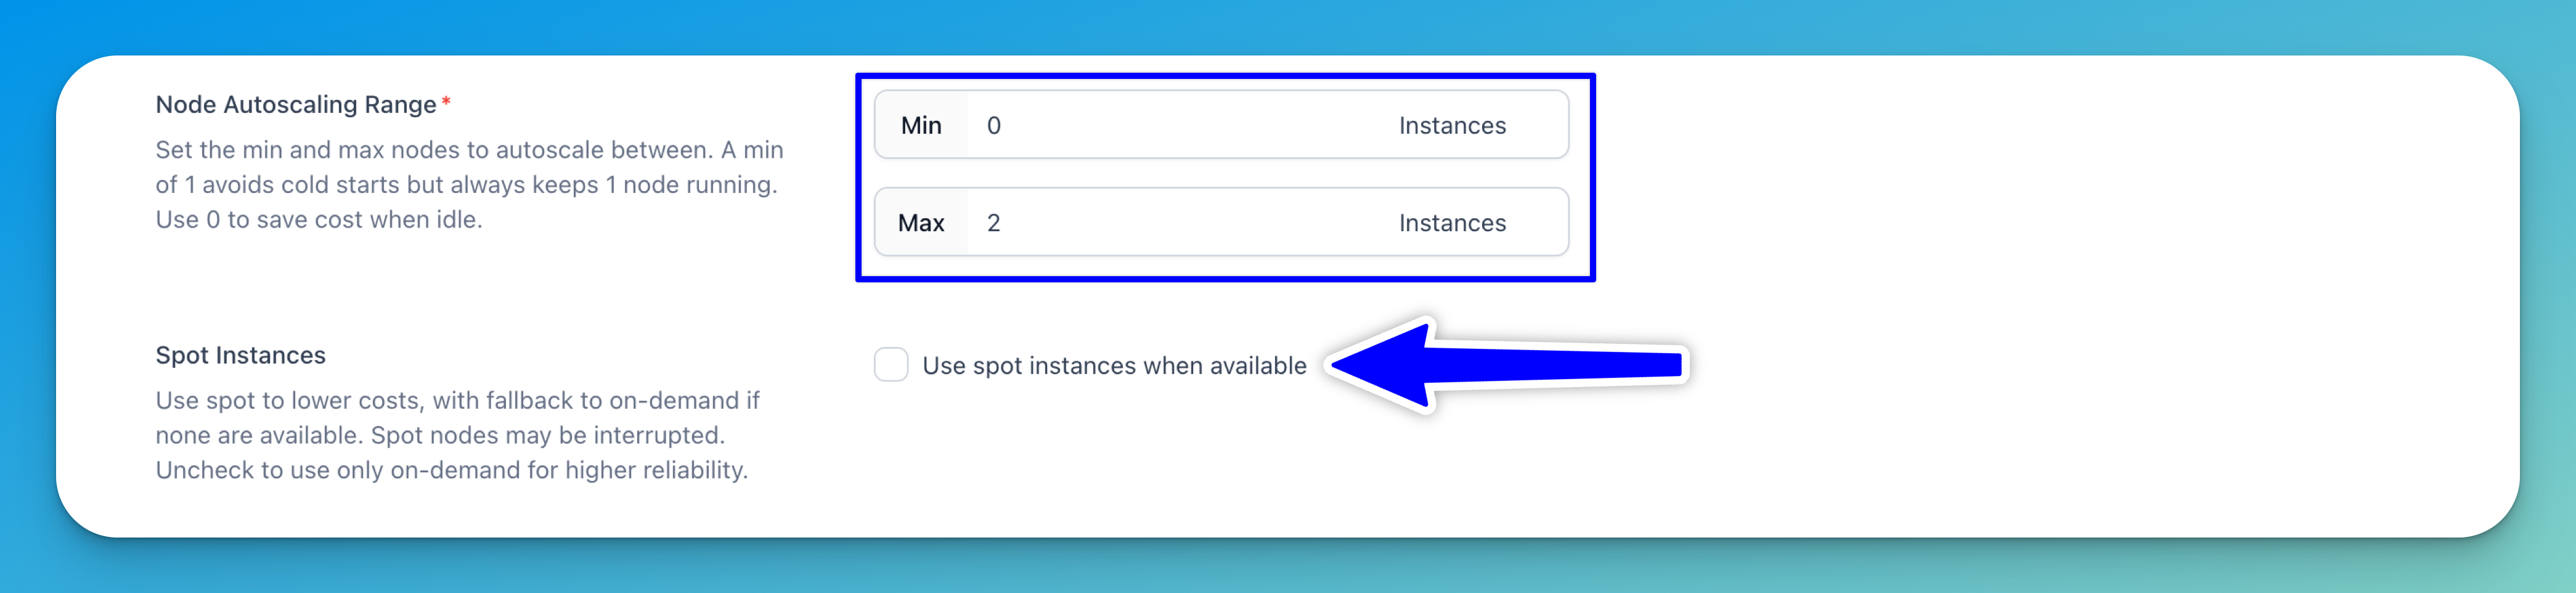 Node Autoscaling Range *
Set the min and max nodes to autoscale between. A min
of 1 avoids cold starts but always keeps 1 node running.
Use 0 to save cost when idle.
Min 0 Instances
Max 2 Instances
Spot Instances
Use spot to lower costs, with fallback to on-demand if
none are available. Spot nodes may be interrupted.
Uncheck to use only on-demand for higher reliability.
Use spot instances when available